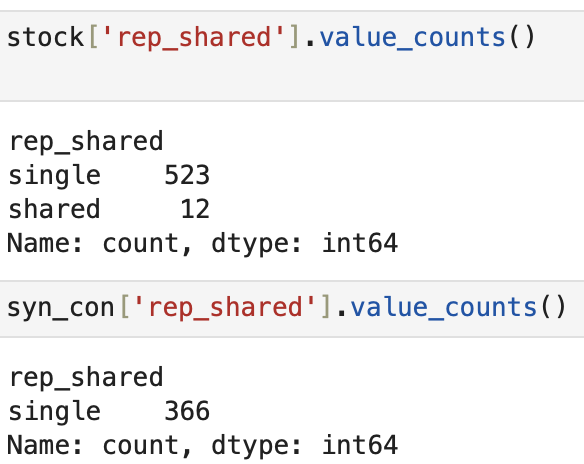 stock['rep_shared'].value_counts()
rep_shared
single    523
shared     12
Name: count, dtype: int64
syn_con['rep_shared'].value_counts()
rep_shared
single    366
Name: count, dtype: int64